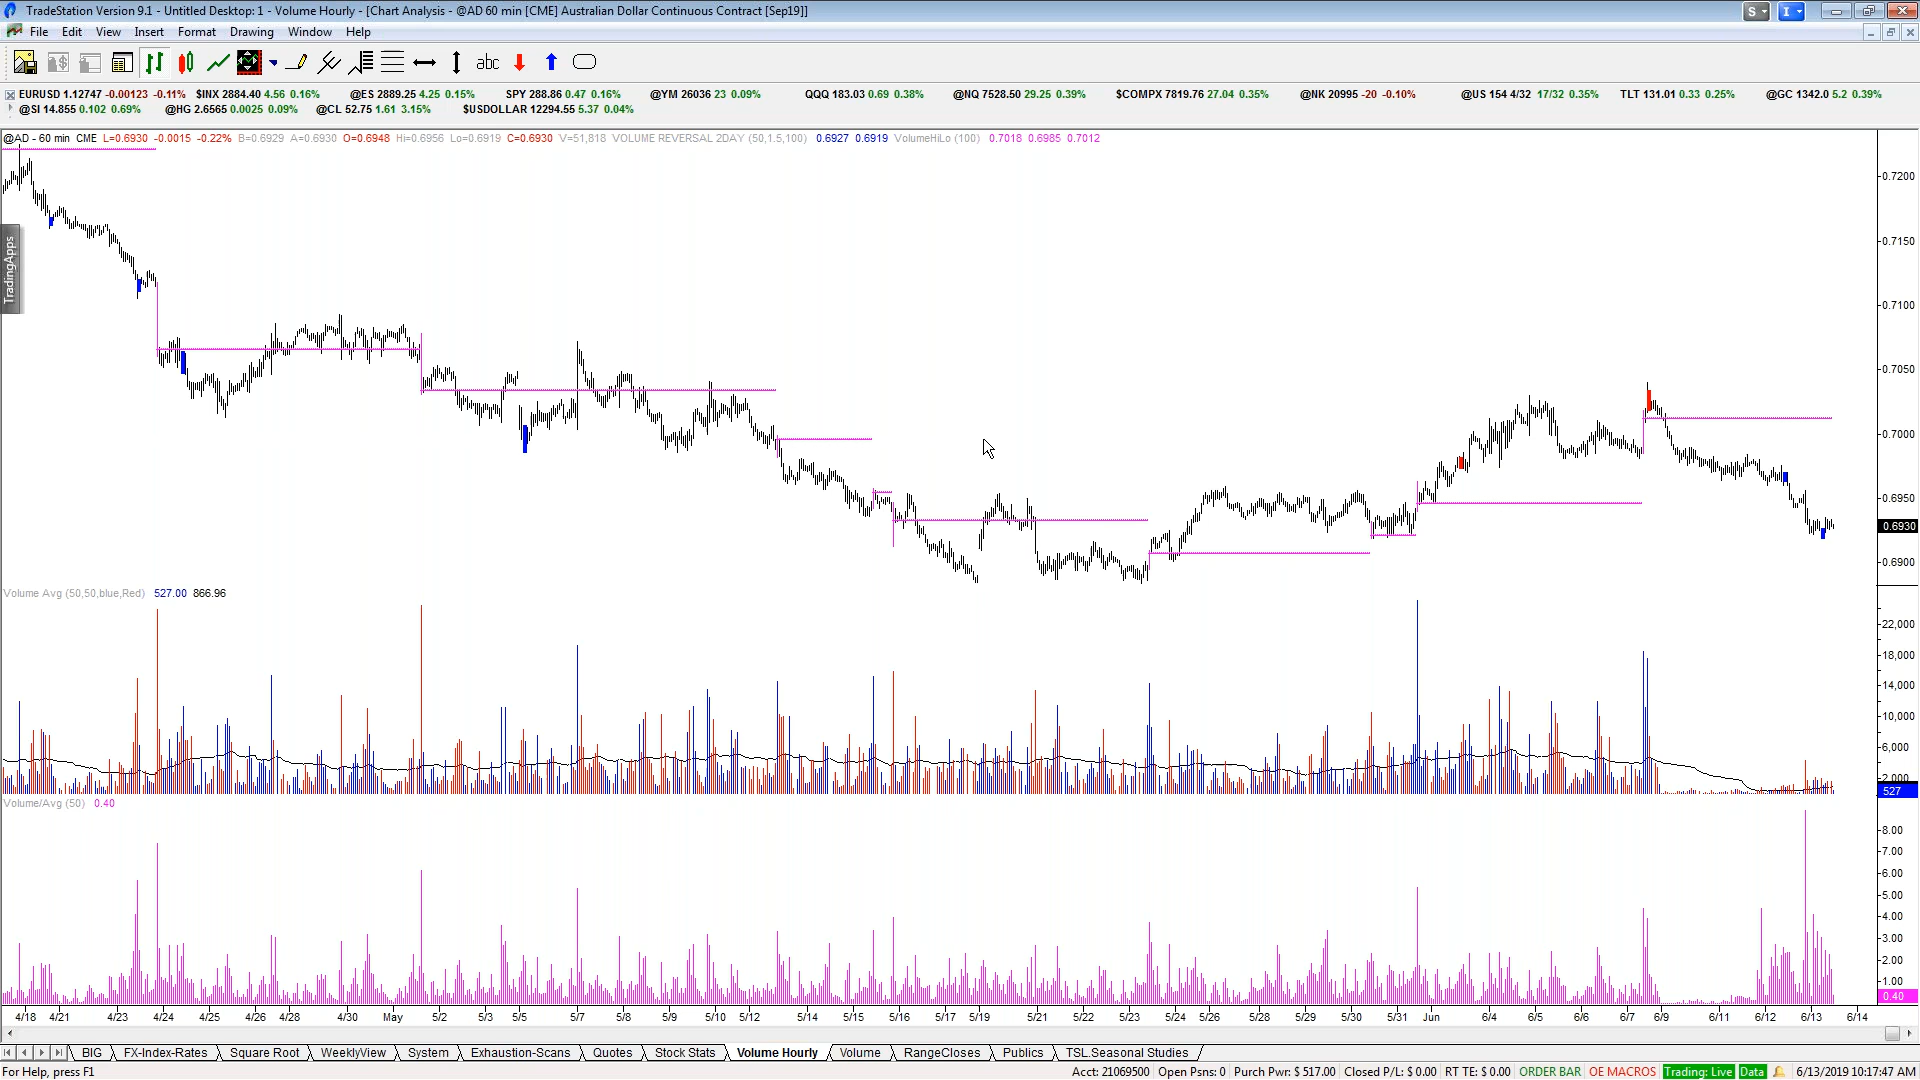 TradeStation Version 9.1 - Untitled Desktop: 1 - Volume Hourly - [Chart Analysis - @AD 60 min [CME] Australian Dollar Continuous Contract [Sep19]]
S I
File Edit View Insert Format Drawing Window Help
abc
EURUSD 1.12747 -0.00123 -0.11% $INX 2884.40 4.56 0.16% @ES 2889.25 4.25 0.15% SPY 288.86 0.47 0.16% @YM 26036 23 0.09% QQQ 183.03 0.69 0.38% @NQ 7528.50 29.25 0.39% $COMPX 7819.76 27.04 0.35% @NK 20995 -20 -0.10% @US 154 4/32 17/32 0.35% TLT 131.01 0.33 0.25% @GC 1342.0 5.2 0.39%
@SI 14.855 0.102 0.69% @HG 2.6565 0.0025 0.09% @CL 52.75 1.61 3.15% $USDOLLAR 12294.55 5.37 0.04%
@AD - 60 min CME L=0.6930 -0.0015 -0.22% B=0.6929 A=0.6930 O=0.6948 Hi=0.6956 Lo=0.6919 C=0.6930 V=51,818 VOLUME REVERSAL 2DAY (50,1.5,100) 0.6927 0.6919 VolumeHiLo (100) 0.7018 0.6985 0.7012
0.7200
0.7150
TradingApps
0.7100
0.7050
0.7000
0.6950
0.6930
0.6900
Volume Avg (50,50,blue,Red) 527.00 866.96
22,000
18,000
14,000
10,000
6,000
2,000
527
Volume/Avg (50) 0.40
8.00
7.00
6.00
5.00
4.00
3.00
2.00
1.00
0.40
4/18 4/21 4/23 4/24 4/25 4/26 4/28 4/30 May 5/2 5/3 5/5 5/7 5/8 5/9 5/10 5/12 5/14 5/15 5/16 5/17 5/19 5/21 5/22 5/23 5/24 5/26 5/28 5/29 5/30 5/31 Jun 6/4 6/5 6/6 6/7 6/9 6/11 6/12 6/13 6/14
BIG FX-Index-Rates Square Root WeeklyView System Exhaustion-Scans Quotes Stock Stats Volume Hourly Volume RangeCloses Publics TSL.Seasonal Studies
For Help, press F1 Acct: 21069500 Open Psns: 0 Purch Pwr: $ 517.00 Closed P/L: $ 0.00 RT TE: $ 0.00 ORDER BAR OE MACROS Trading: Live Data 6/13/2019 10:17:47 AM